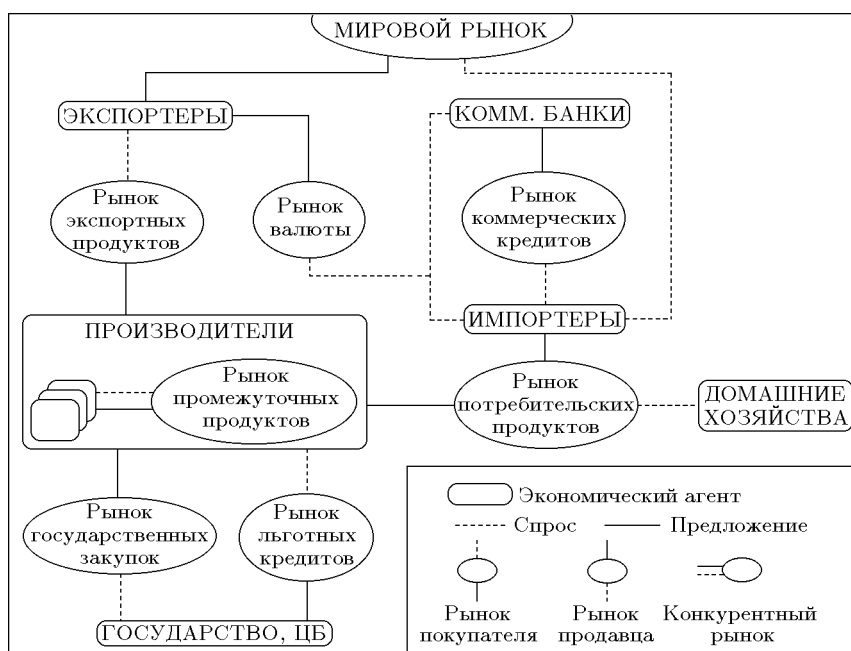 МИРОВОЙ РЫНОК
ЭКСПОРТЕРЫ
КОММ. БАНКИ
Рынок
экспортных
продуктов
Рынок
валюты
Рынок
коммерческих
кредитов
ПРОИЗВОДИТЕЛИ
ИМПОРТЕРЫ
Рынок
промежуточных
продуктов
Рынок
потребительских
продуктов
ДОМАШНИЕ
ХОЗЯЙСТВА
Рынок
государственных
закупок
Рынок
льготных
кредитов
ГОСУДАРСТВО, ЦБ
Экономический агент
Спрос
Предложение
Рынок
покупателя
Рынок
продавца
Конкурентный
рынок